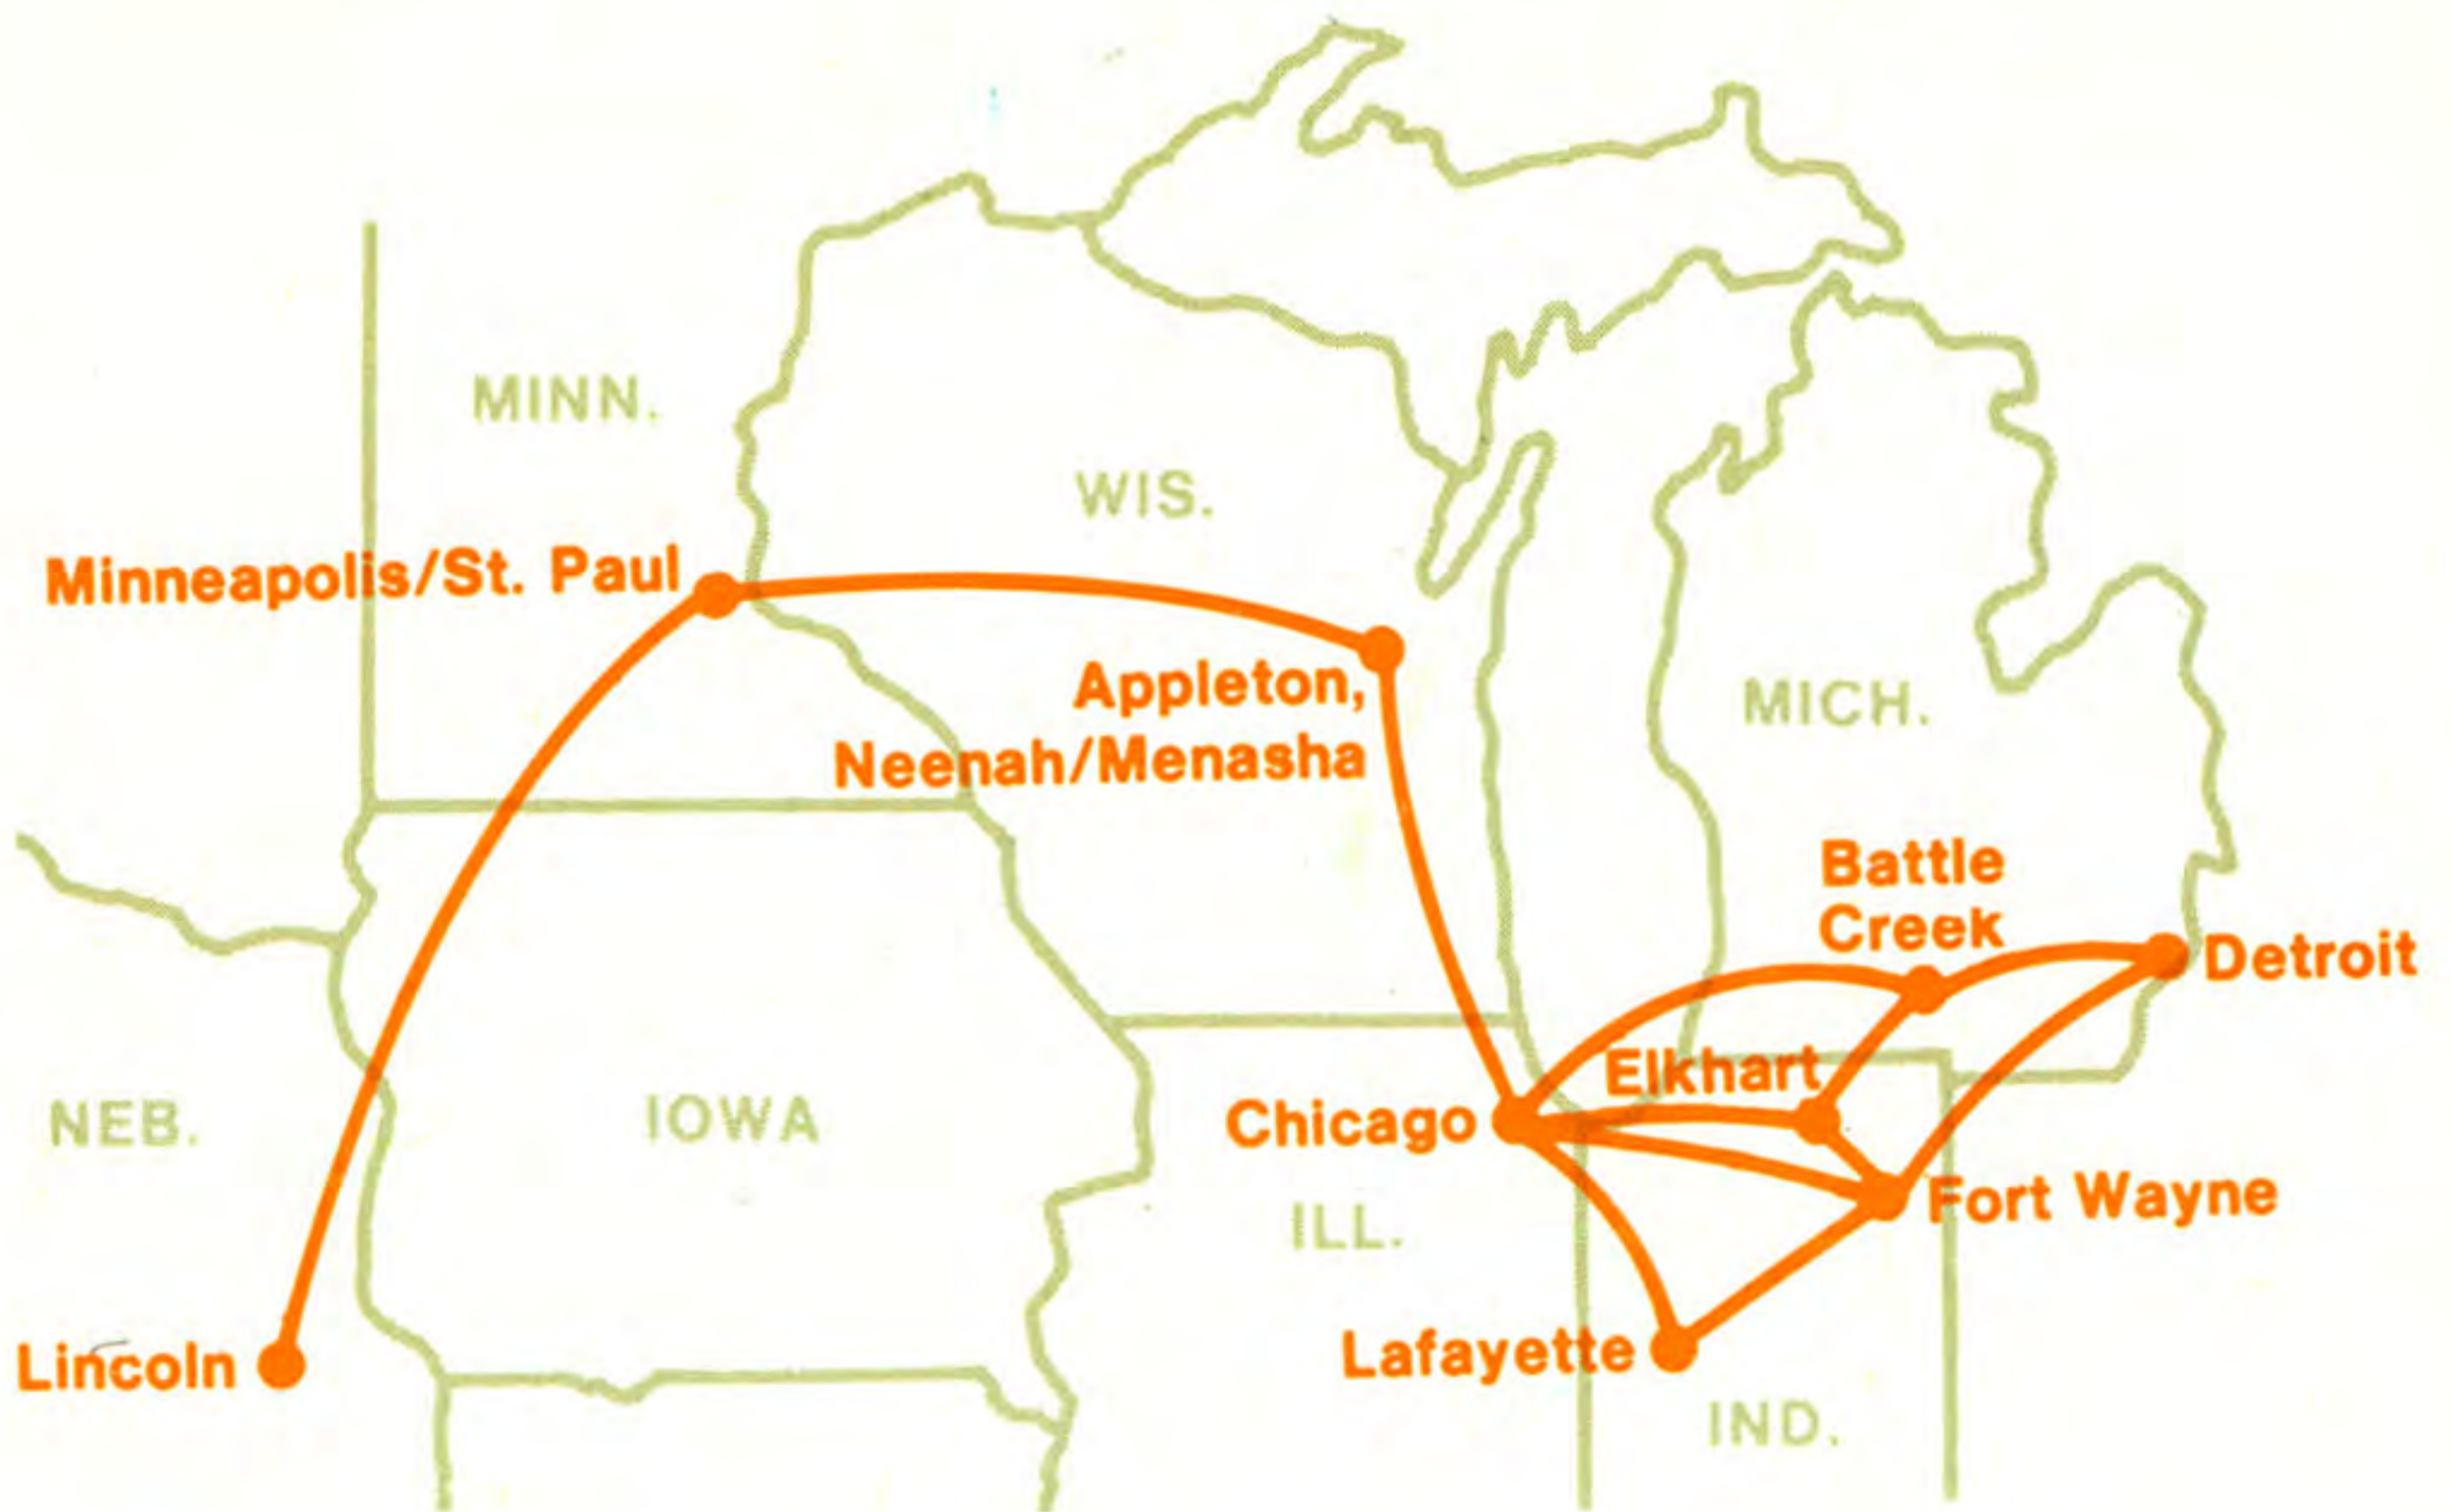 MINN.
WIS.
Minneapolis/St. Paul
Appleton,
Neenah/Menasha
MICH.
Battle
Creek
Detroit
Elkhart
NEB.
IOWA
Chicago
Fort Wayne
ILL.
Lafayette
Lincoln
IND.